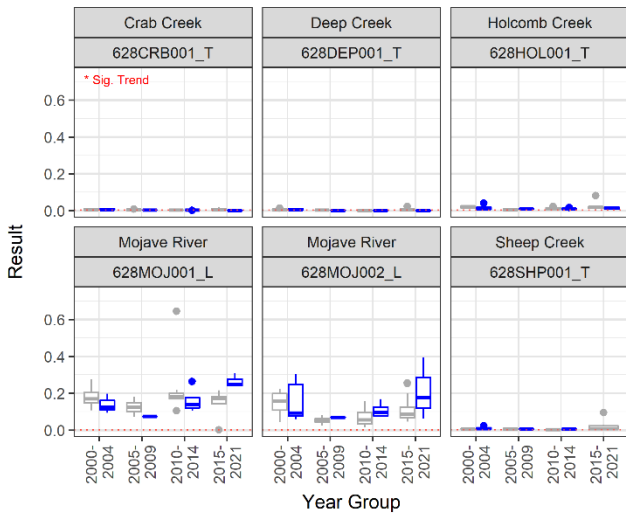 Crab Creek
Deep Creek
Holcomb Creek
628CRB001_T
628DEP001_T
628HOL001_T
* Sig. Trend
0.6
0.4
0.2
0.0
Mojave River
Mojave River
Sheep Creek
628MOJ001_L
628MOJ002_L
628SHP001_T
0.6
0.4
0.2
0.0
Result
2000-
2004
2005-
2009
2010-
2014
2015-
2021
2000-
2004
2005-
2009
2010-
2014
2015-
2021
2000-
2004
2005-
2009
2010-
2014
2015-
2021
Year Group